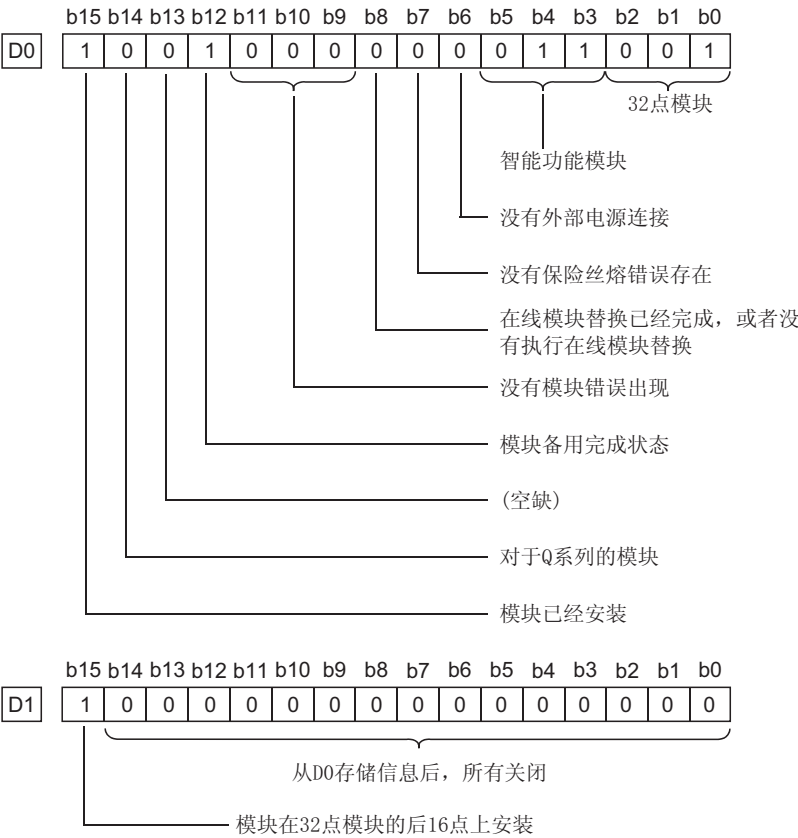 b15 b14 b13 b12 b11 b10 b9 b8 b7 b6 b5 b4 b3 b2 b1 b0
D0 1 0 0 1 0 0 0 0 0 0 0 1 1 0 0 1
32点模块
智能功能模块
没有外部电源连接
没有保险丝熔错误存在
在线模块替换已经完成，或者没
有执行在线模块替换
没有模块错误出现
模块备用完成状态
(空缺)
对于Q系列的模块
模块已经安装
b15 b14 b13 b12 b11 b10 b9 b8 b7 b6 b5 b4 b3 b2 b1 b0
D1 1 0 0 0 0 0 0 0 0 0 0 0 0 0 0 0
从D0存储信息后，所有关闭
模块在32点模块的后16点上安装